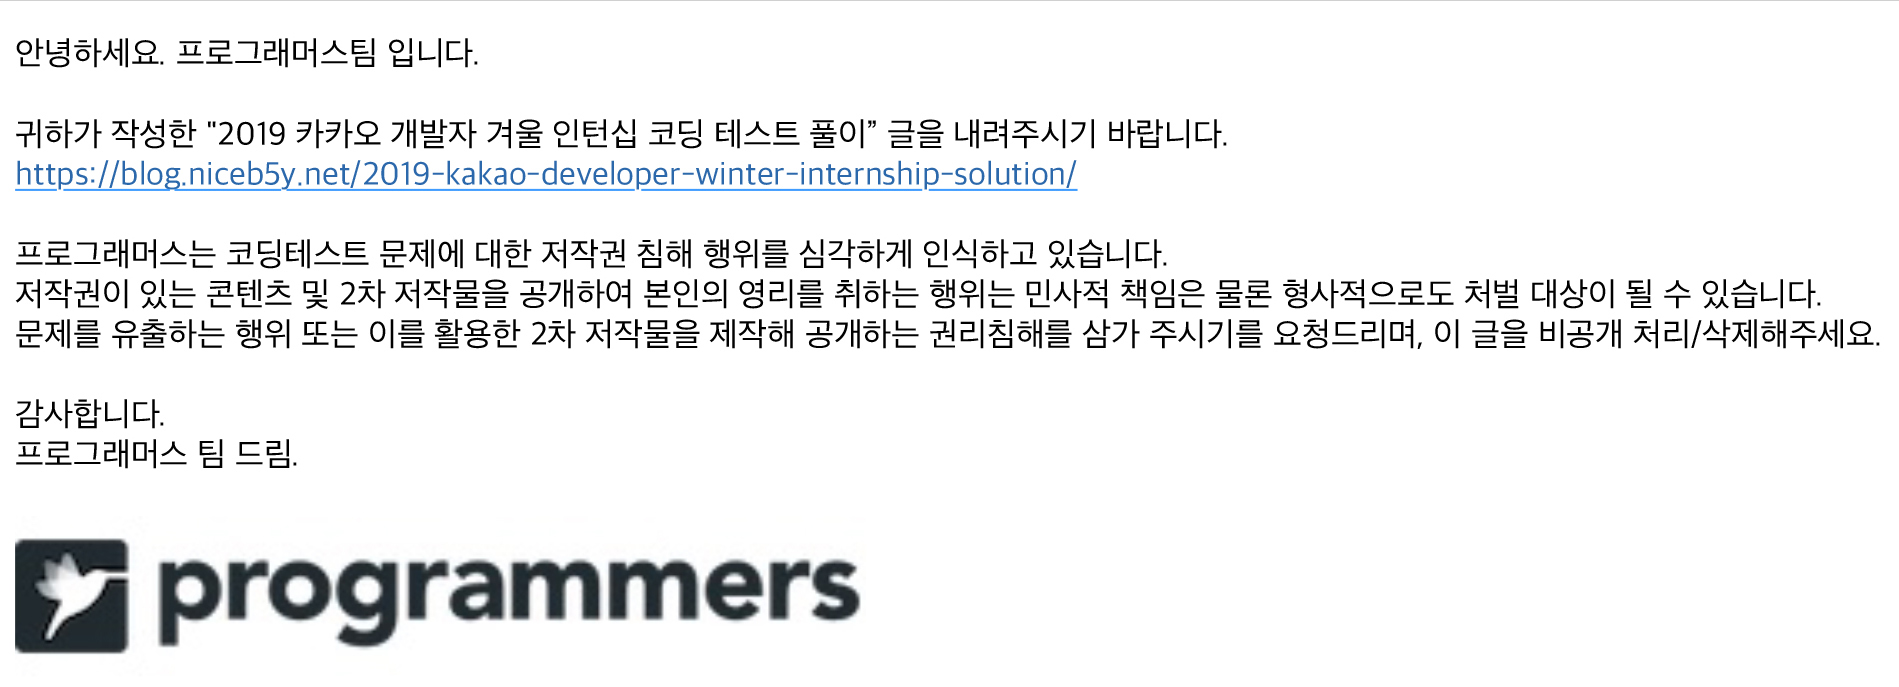 안녕하세요. 프로그래머스팀 입니다.
귀하가 작성한 "2019 카카오 개발자 겨울 인턴십 코딩 테스트 풀이” 글을 내려주시기 바랍니다.
https://blog.niceb5y.net/2019-kakao-developer-winter-internship-solution/
프로그래머스는 코딩테스트 문제에 대한 저작권 침해 행위를 심각하게 인식하고 있습니다.
저작권이 있는 콘텐츠 및 2차 저작물을 공개하여 본인의 영리를 취하는 행위는 민사적 책임은 물론 형사적으로도 처벌 대상이 될 수 있습니다.
문제를 유출하는 행위 또는 이를 활용한 2차 저작물을 제작해 공개하는 권리침해를 삼가 주시기를 요청드리며, 이 글을 비공개 처리/삭제해주세요.
감사합니다.
프로그래머스 팀 드림.
programmers